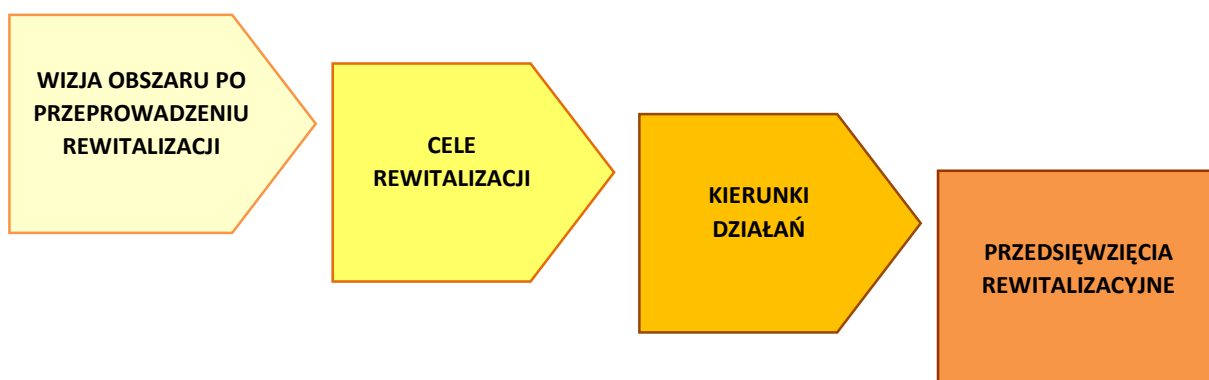 WIZJA OBSZARU PO
PRZEPROWADZENIU
REWITALIZACJI
CELE
REWITALIZACJI
KIERUNKI
DZIAŁAŃ
PRZEDSIĘWZIĘCIA
REWITALIZACYJNE